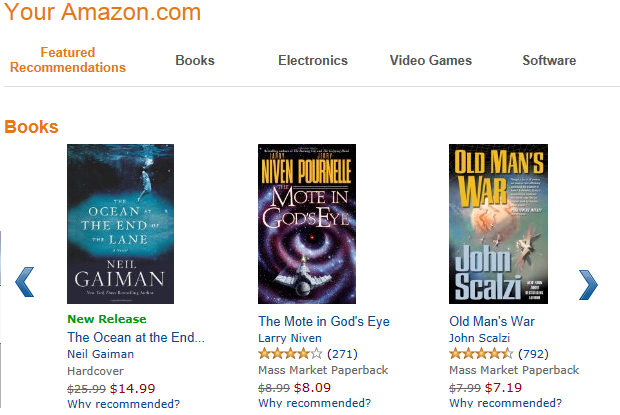 Your Amazon.com
Featured
Recommendations
Books
Electronics
Video Games
Software
Books
THE
OCEAN AT
THE END OF
THE LANE
A Novel
NEIL
GAIMAN
New Release
The Ocean at the End...
Neil Gaiman
Hardcover
$25.99 $14.99
Why recommended?
LARRY JERRY
NIVEN POURNELLE
THE
MOTE IN
GOD'S EYE
The Mote in God's Eye
Larry Niven
(271)
Mass Market Paperback
$8.99 $8.09
Why recommended?
OLD MAN'S
WAR
John
Scalzi
Old Man's War
John Scalzi
(792)
Mass Market Paperback
$7.99 $7.19
Why recommended?